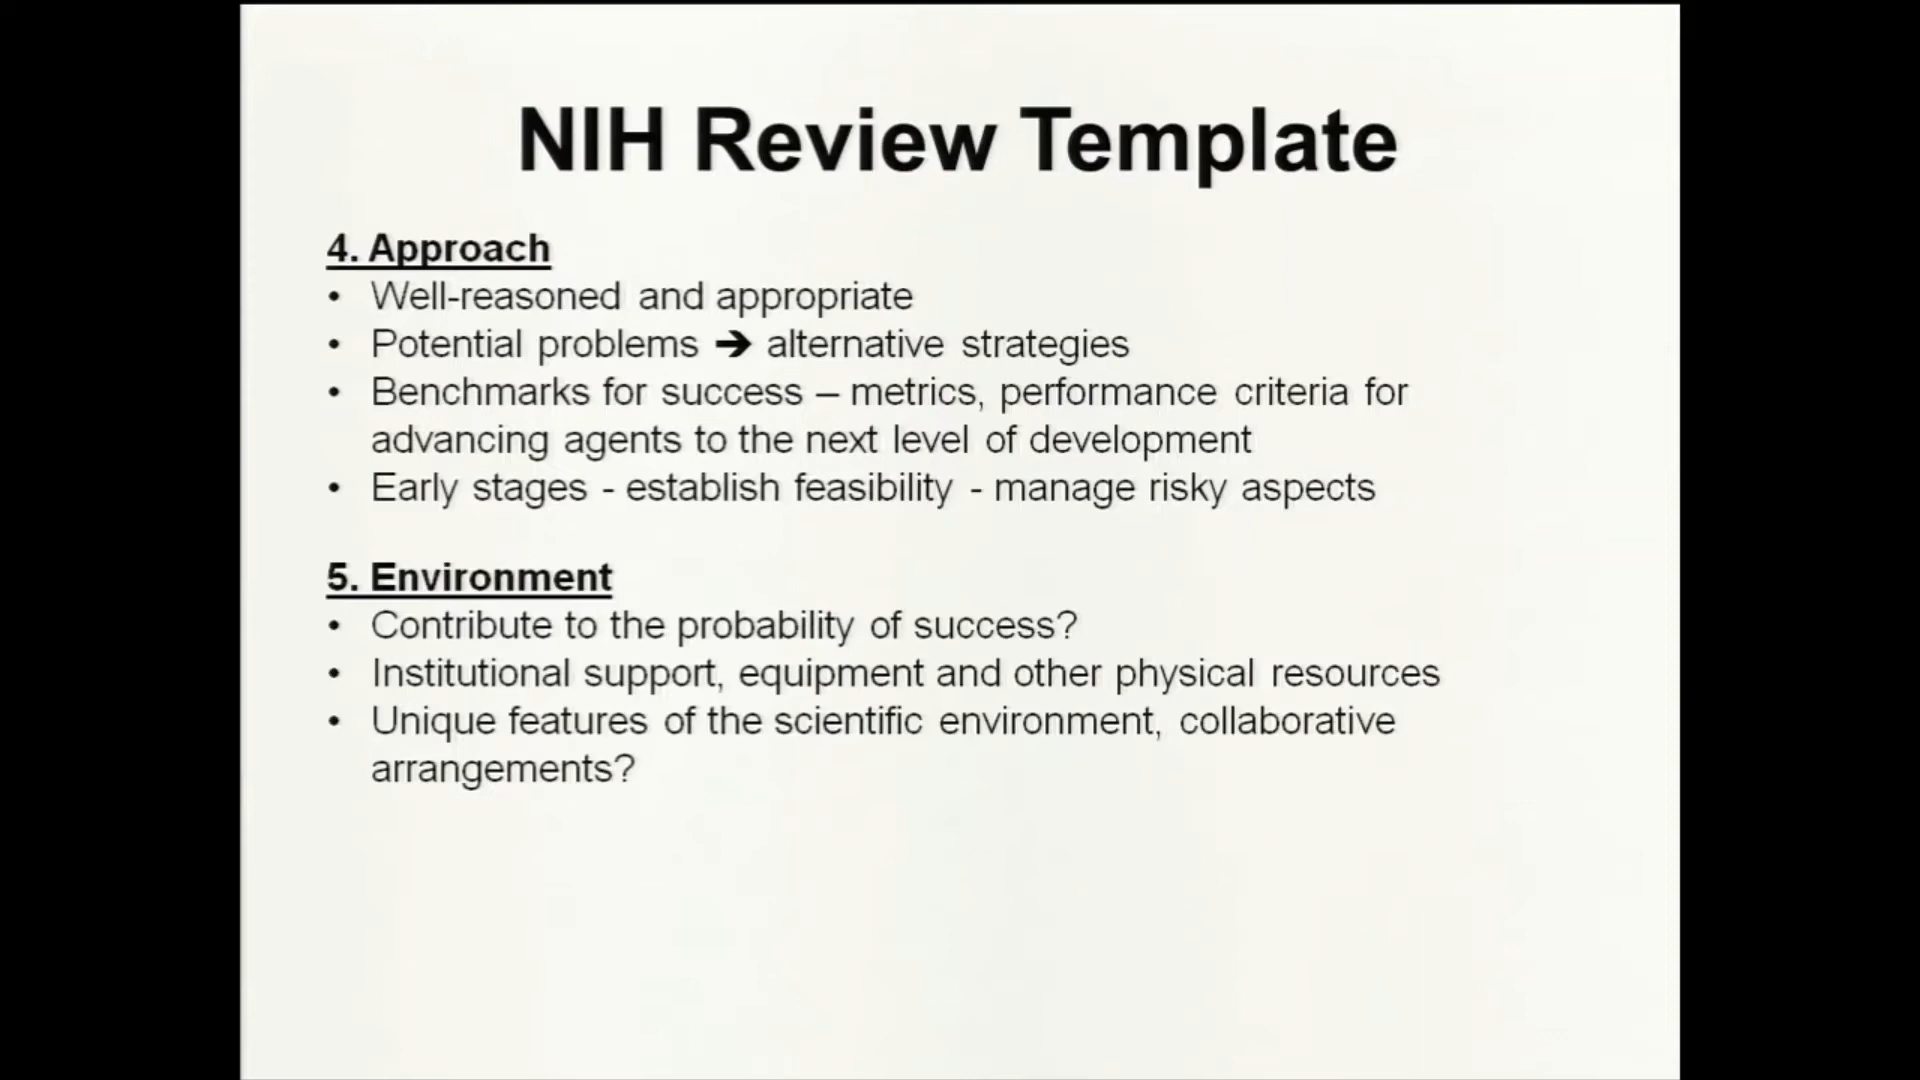 NIH Review Template
4. Approach
• Well-reasoned and appropriate
• Potential problems ➔ alternative strategies
• Benchmarks for success – metrics, performance criteria for
advancing agents to the next level of development
• Early stages - establish feasibility - manage risky aspects
5. Environment
• Contribute to the probability of success?
• Institutional support, equipment and other physical resources
• Unique features of the scientific environment, collaborative
arrangements?